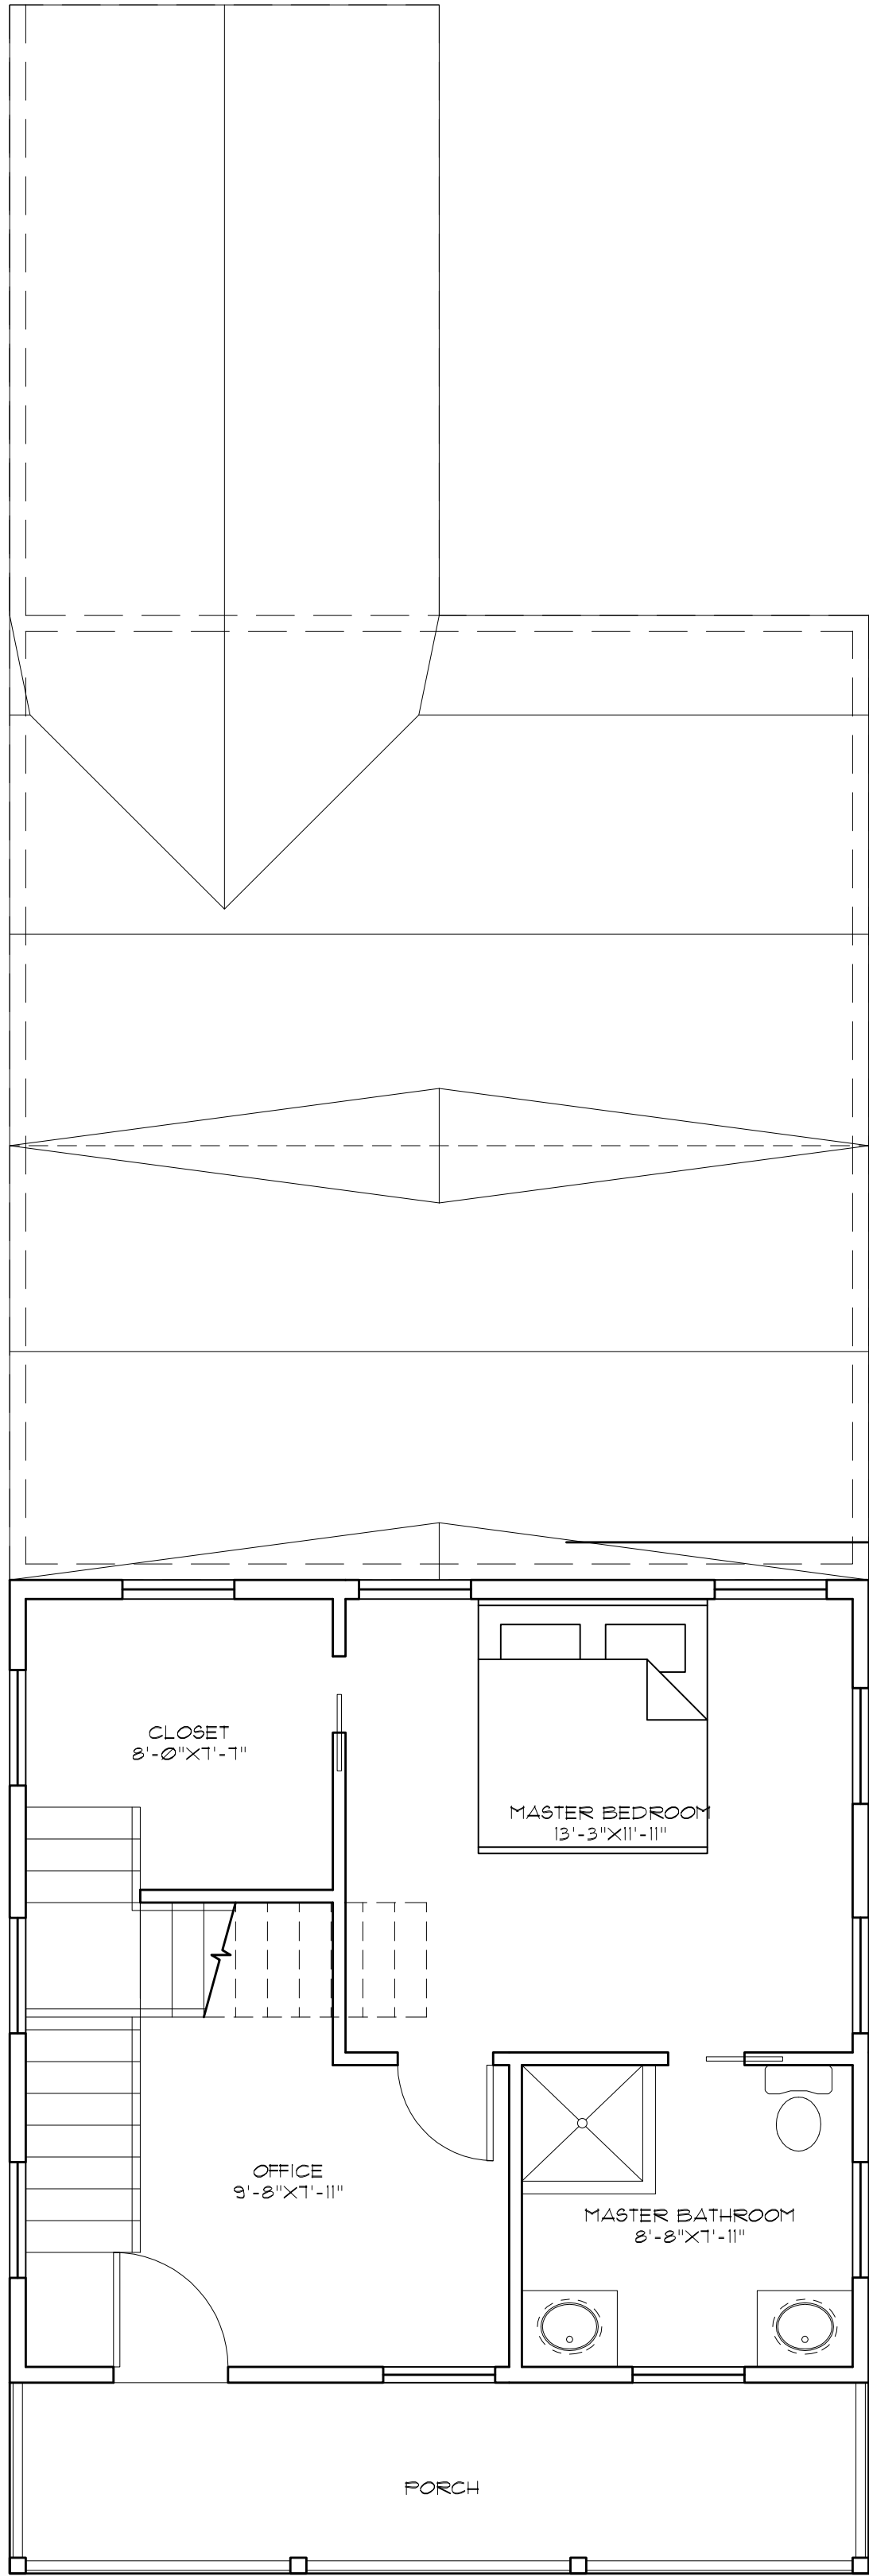 CLOSET
8'-0"X7'-7"
MASTER BEDROOM
13'-3"X11'-11"
OFFICE
9'-8"X7'-11"
MASTER BATHROOM
8'-8"X7'-11"
PORCH